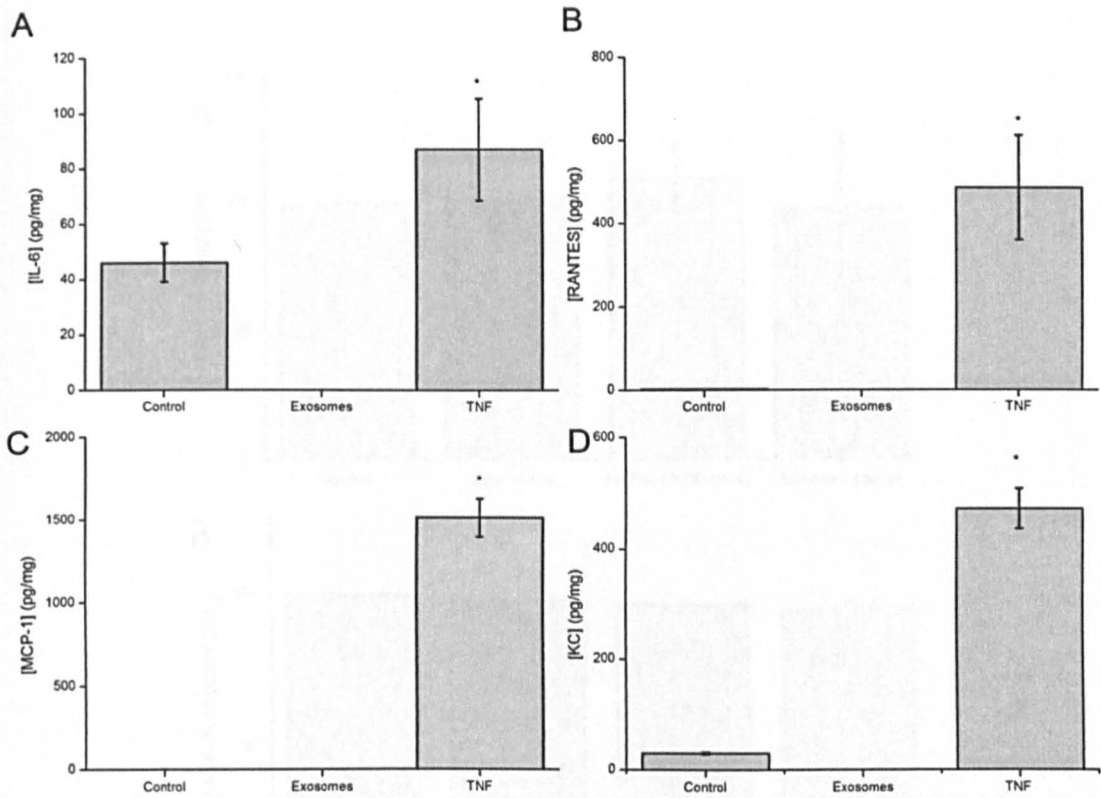 A
120
100
80
60
40
20
0
[IL-6] (pg/mg)
Control Exosomes TNF
*
B
800
600
400
200
0
[RANTES] (pg/mg)
Control Exosomes TNF
*
C
2000
1500
1000
500
0
[MCP-1] (pg/mg)
Control Exosomes TNF
*
D
600
400
200
0
[KC] (pg/mg)
Control Exosomes TNF
*